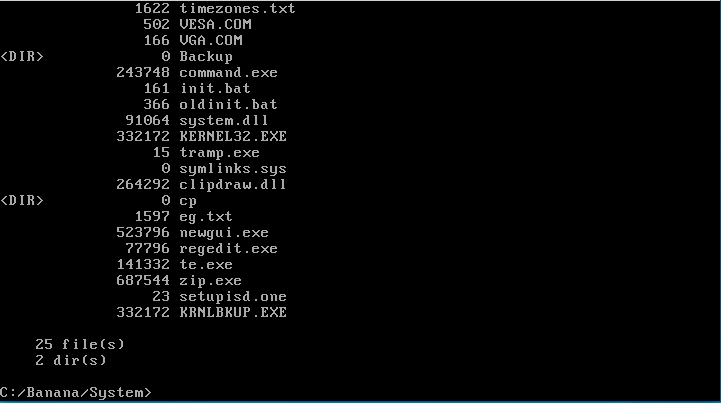 1622 timezones.txt
502 VESA.COM
166 VGA.COM
<DIR> 0 Backup
243748 command.exe
161 init.bat
366 oldinit.bat
91064 system.dll
332172 KERNEL32.EXE
15 tramp.exe
0 symlinks.sys
264292 clipdraw.dll
<DIR> 0 cp
1597 eg.txt
523796 newgui.exe
77796 regedit.exe
141332 te.exe
687544 zip.exe
23 setupisd.one
332172 KRNLBKUP.EXE
25 file(s)
2 dir(s)
C:/Banana/System>